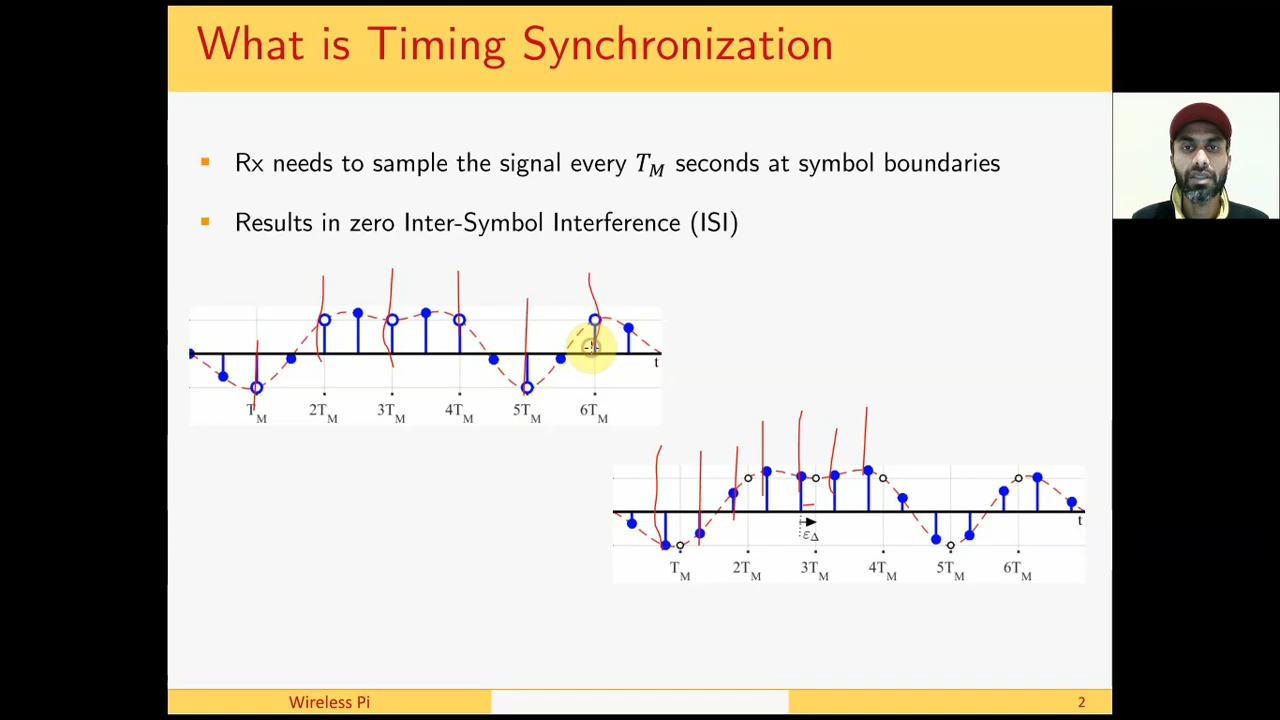 What is Timing Synchronization
Rx needs to sample the signal every T_M seconds at symbol boundaries
Results in zero Inter-Symbol Interference (ISI)
t
T_M 2T_M 3T_M 4T_M 5T_M 6T_M
t
ε_Δ
T_M 2T_M 3T_M 4T_M 5T_M 6T_M
Wireless Pi 2